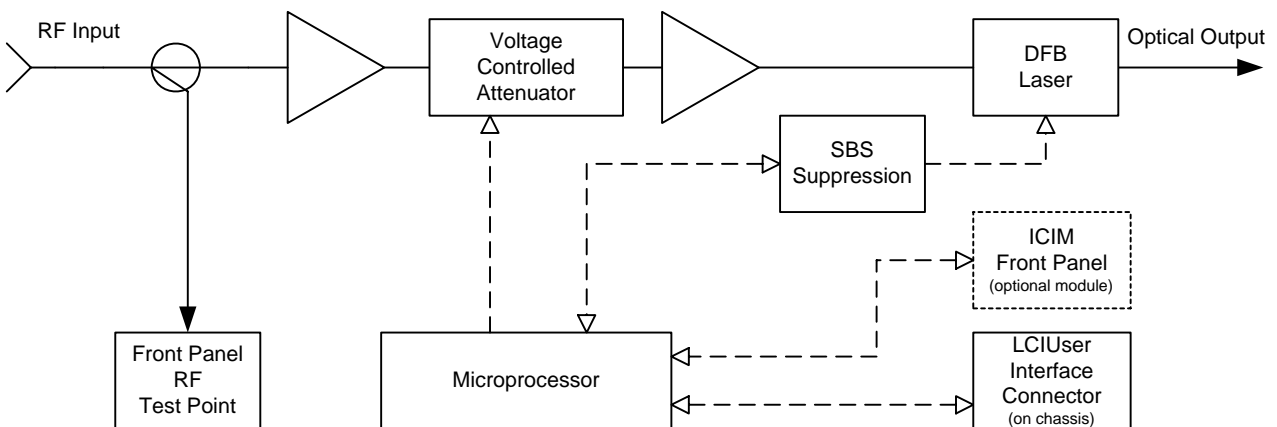 RF Input
Voltage
Controlled
Attenuator
DFB
Laser
Optical Output
SBS
Suppression
ICIM
Front Panel
(optional module)
Front Panel
RF
Test Point
Microprocessor
LCIUser
Interface
Connector
(on chassis)